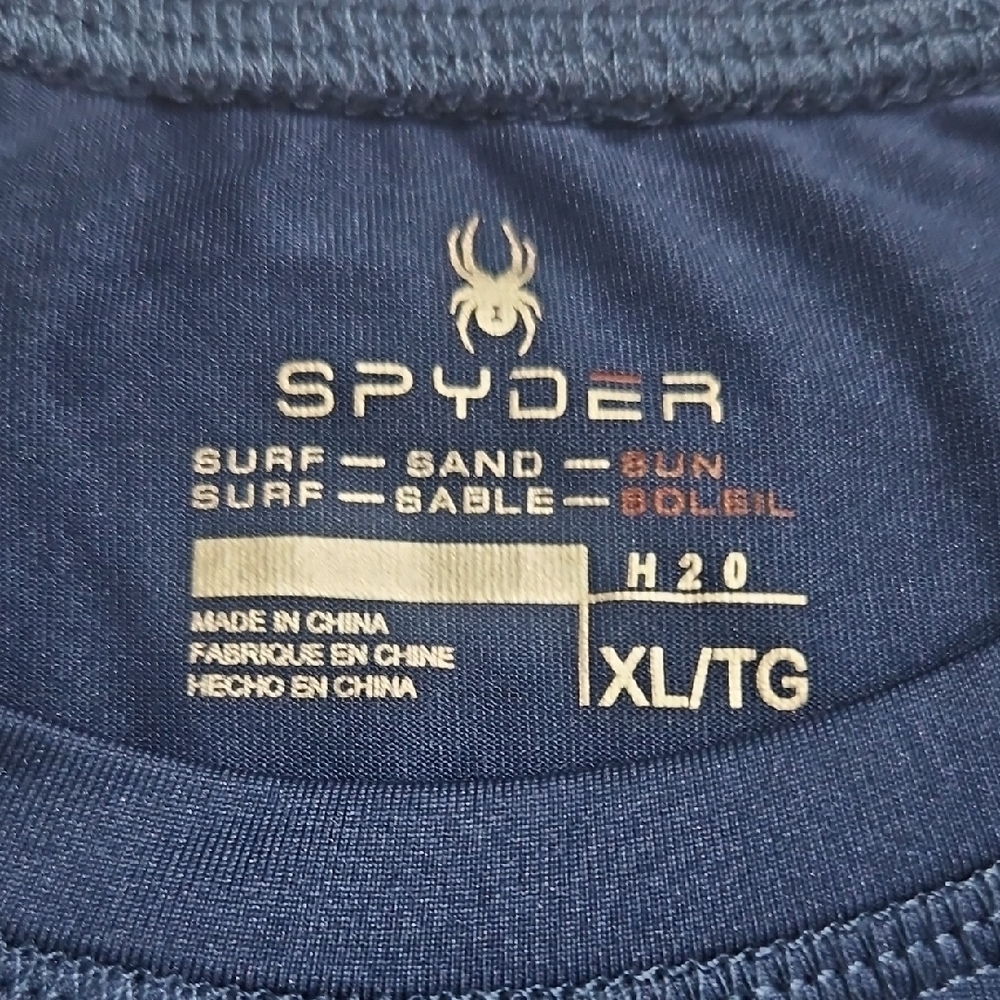 SPYDER
SURF — SAND — SUN
SURF — SABLE — SOLEIL
H20
MADE IN CHINA
FABRIQUE EN CHINE
HECHO EN CHINA
XL/TG